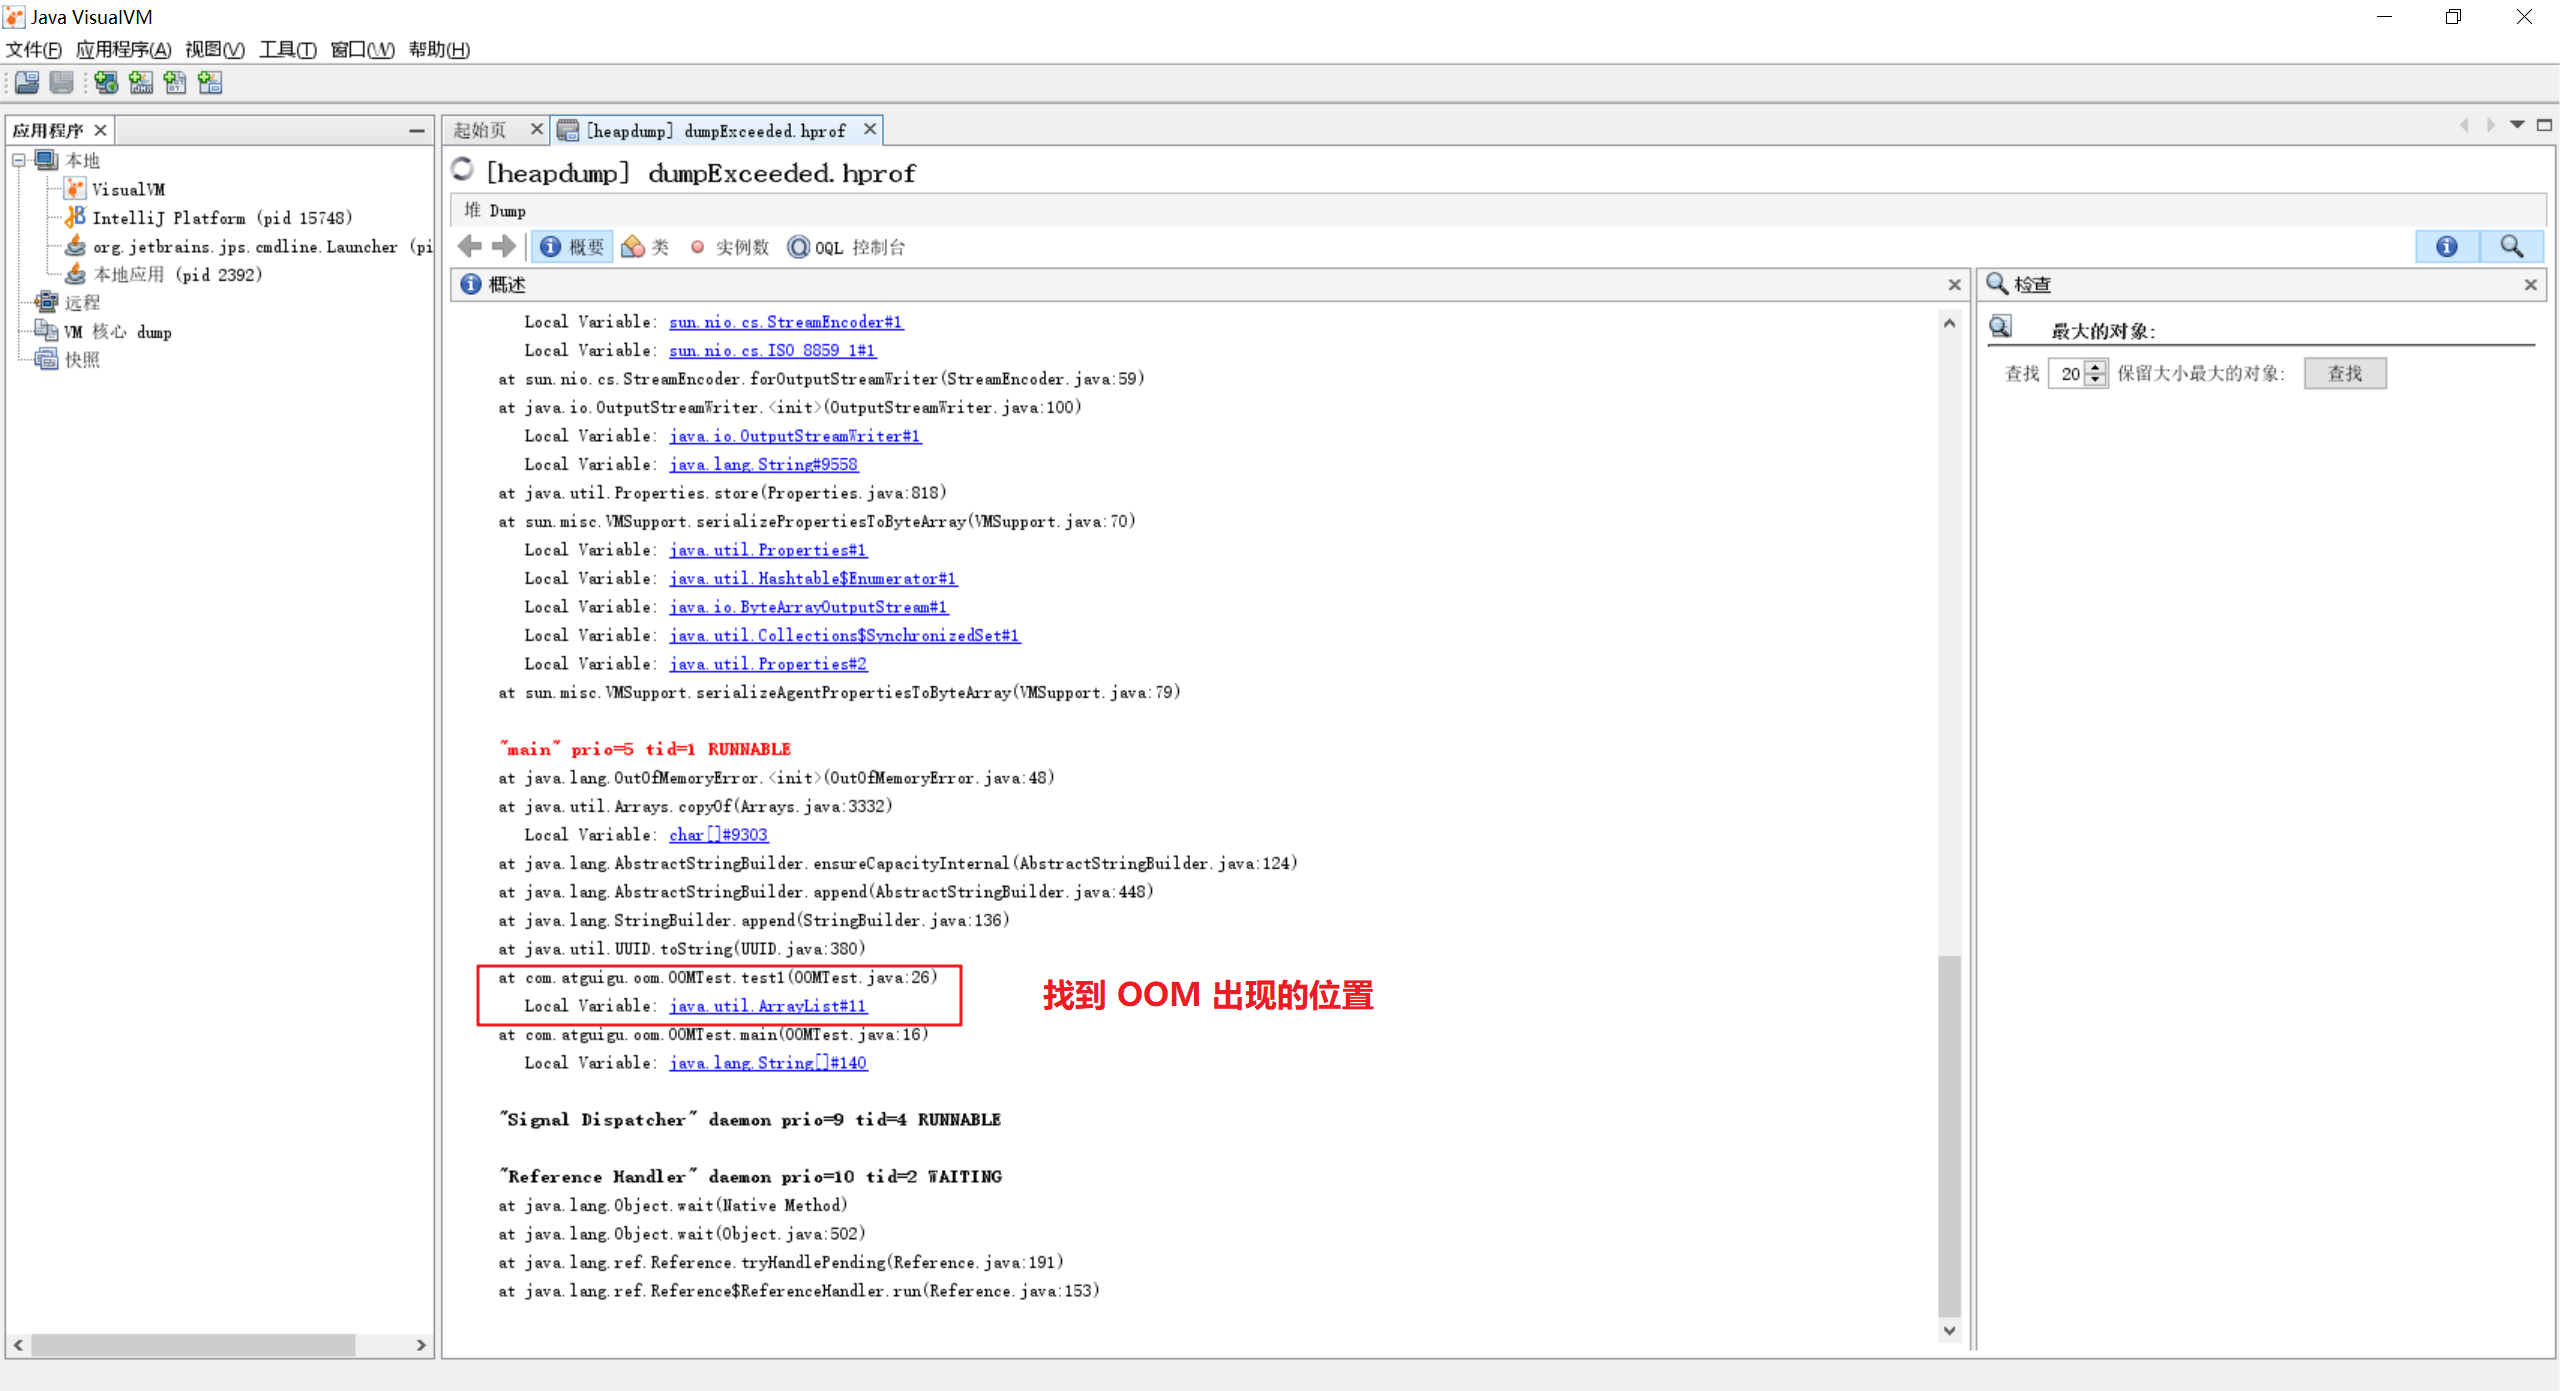 Java VisualVM
文件(F) 应用程序(A) 视图(V) 工具(T) 窗口(W) 帮助(H)
应用程序
本地
VisualVM
IntelliJ Platform (pid 15748)
org.jetbrains.jps.cmdline.Launcher (pi
本地应用 (pid 2392)
远程
VM 核心 dump
快照
起始页
[heapdump] dumpExceeded.hprof
[heapdump] dumpExceeded.hprof
堆 Dump
概要 类 实例数 OQL 控制台
概述
Local Variable: sun.nio.cs.StreamEncoder#1
Local Variable: sun.nio.cs.ISO_8859_1#1
at sun.nio.cs.StreamEncoder.forOutputStreamWriter(StreamEncoder.java:59)
at java.io.OutputStreamWriter.<init>(OutputStreamWriter.java:100)
Local Variable: java.io.OutputStreamWriter#1
Local Variable: java.lang.String#9558
at java.util.Properties.store(Properties.java:818)
at sun.misc.VMSupport.serializePropertiesToByteArray(VMSupport.java:70)
Local Variable: java.util.Properties#1
Local Variable: java.util.Hashtable$Enumerator#1
Local Variable: java.io.ByteArrayOutputStream#1
Local Variable: java.util.Collections$SynchronizedSet#1
Local Variable: java.util.Properties#2
at sun.misc.VMSupport.serializeAgentPropertiesToByteArray(VMSupport.java:79)
"main" prio=5 tid=1 RUNNABLE
at java.lang.OutOfMemoryError.<init>(OutOfMemoryError.java:48)
at java.util.Arrays.copyOf(Arrays.java:3332)
Local Variable: char[]#9303
at java.lang.AbstractStringBuilder.ensureCapacityInternal(AbstractStringBuilder.java:124)
at java.lang.AbstractStringBuilder.append(AbstractStringBuilder.java:448)
at java.lang.StringBuilder.append(StringBuilder.java:136)
at java.util.UUID.toString(UUID.java:380)
at com.atguigu.oom.OOMTest.test1(OOMTest.java:26)
Local Variable: java.util.ArrayList#11
找到 OOM 出现的位置
at com.atguigu.oom.OOMTest.main(OOMTest.java:16)
Local Variable: java.lang.String[]#140
"Signal Dispatcher" daemon prio=9 tid=4 RUNNABLE
"Reference Handler" daemon prio=10 tid=2 WAITING
at java.lang.Object.wait(Native Method)
at java.lang.Object.wait(Object.java:502)
at java.lang.ref.Reference.tryHandlePending(Reference.java:191)
at java.lang.ref.Reference$ReferenceHandler.run(Reference.java:153)
检查
最大的对象:
查找 20 保留大小最大的对象: 查找